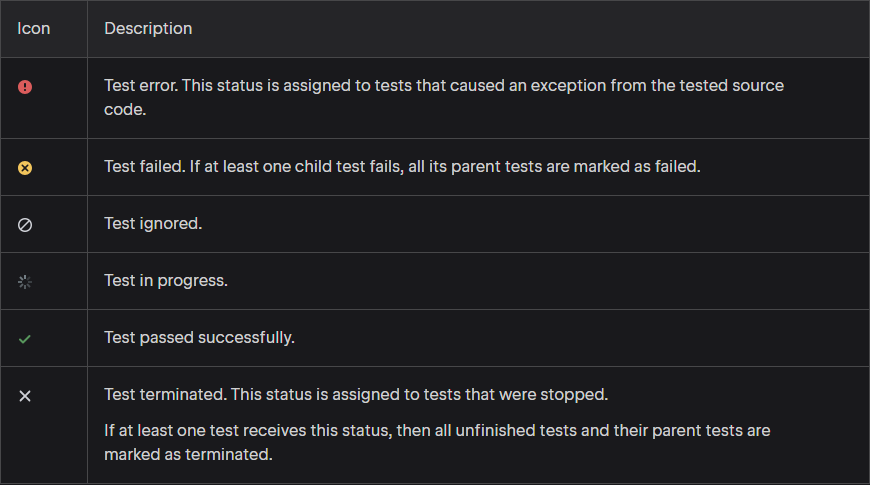 Icon
Description
Test error. This status is assigned to tests that caused an exception from the tested source
code.
Test failed. If at least one child test fails, all its parent tests are marked as failed.
Test ignored.
Test in progress.
Test passed successfully.
Test terminated. This status is assigned to tests that were stopped.
If at least one test receives this status, then all unfinished tests and their parent tests are
marked as terminated.